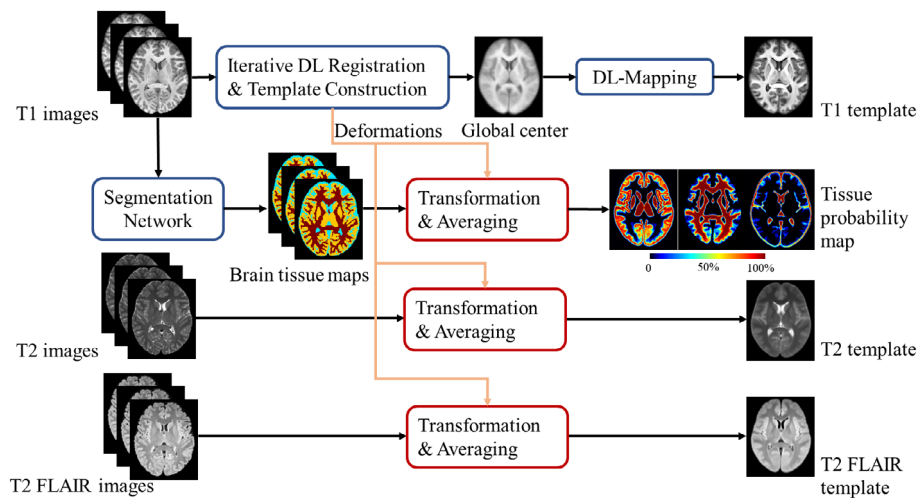 Iterative DL Registration
& Template Construction
DL-Mapping
T1 images
Deformations
Global center
T1 template
Segmentation
Network
Transformation
& Averaging
Tissue
probability
map
Brain tissue maps
0
50%
100%
Transformation
& Averaging
T2 images
T2 template
Transformation
& Averaging
T2 FLAIR images
T2 FLAIR
template